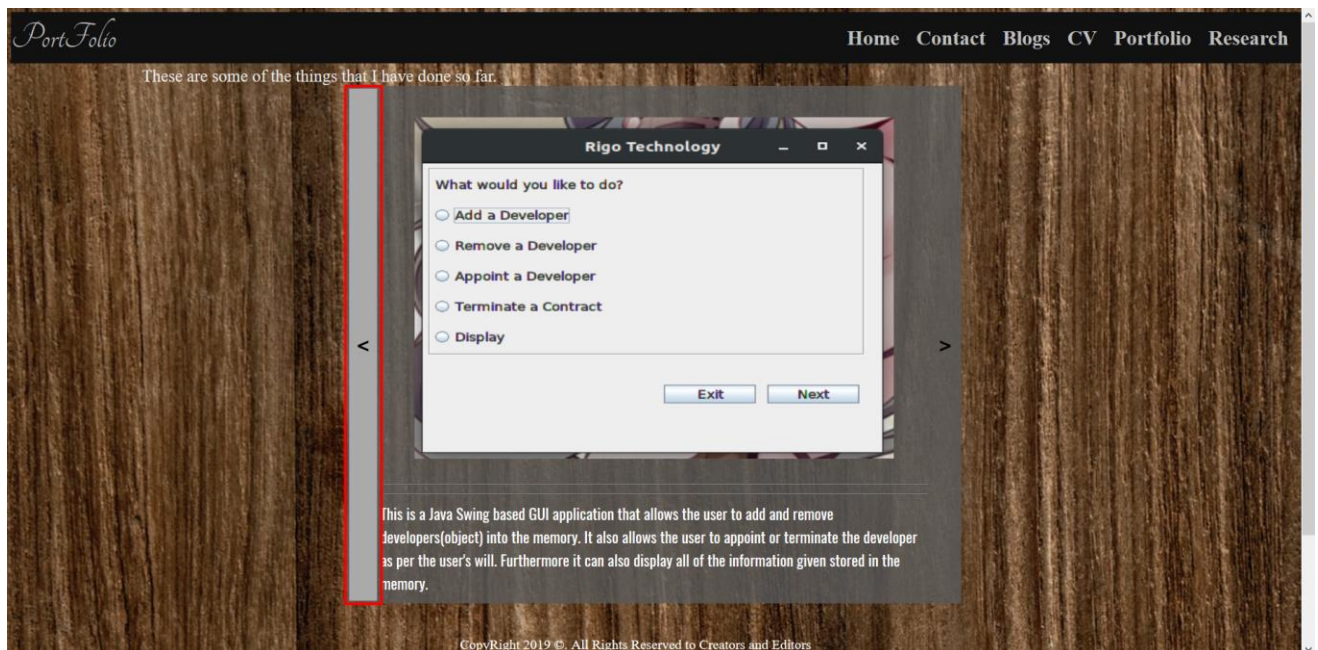 PortFolio
Home Contact Blogs CV Portfolio Research
These are some of the things that I have done so far.
Rigo Technology
What would you like to do?
Add a Developer
Remove a Developer
Appoint a Developer
Terminate a Contract
Display
< >
Exit Next
This is a Java Swing based GUI application that allows the user to add and remove
developers(object) into the memory. It also allows the user to appoint or terminate the developer
as per the user's will. Furthermore it can also display all of the information given stored in the
memory.
CopyRight 2019 ©. All Rights Reserved to Creators and Editors